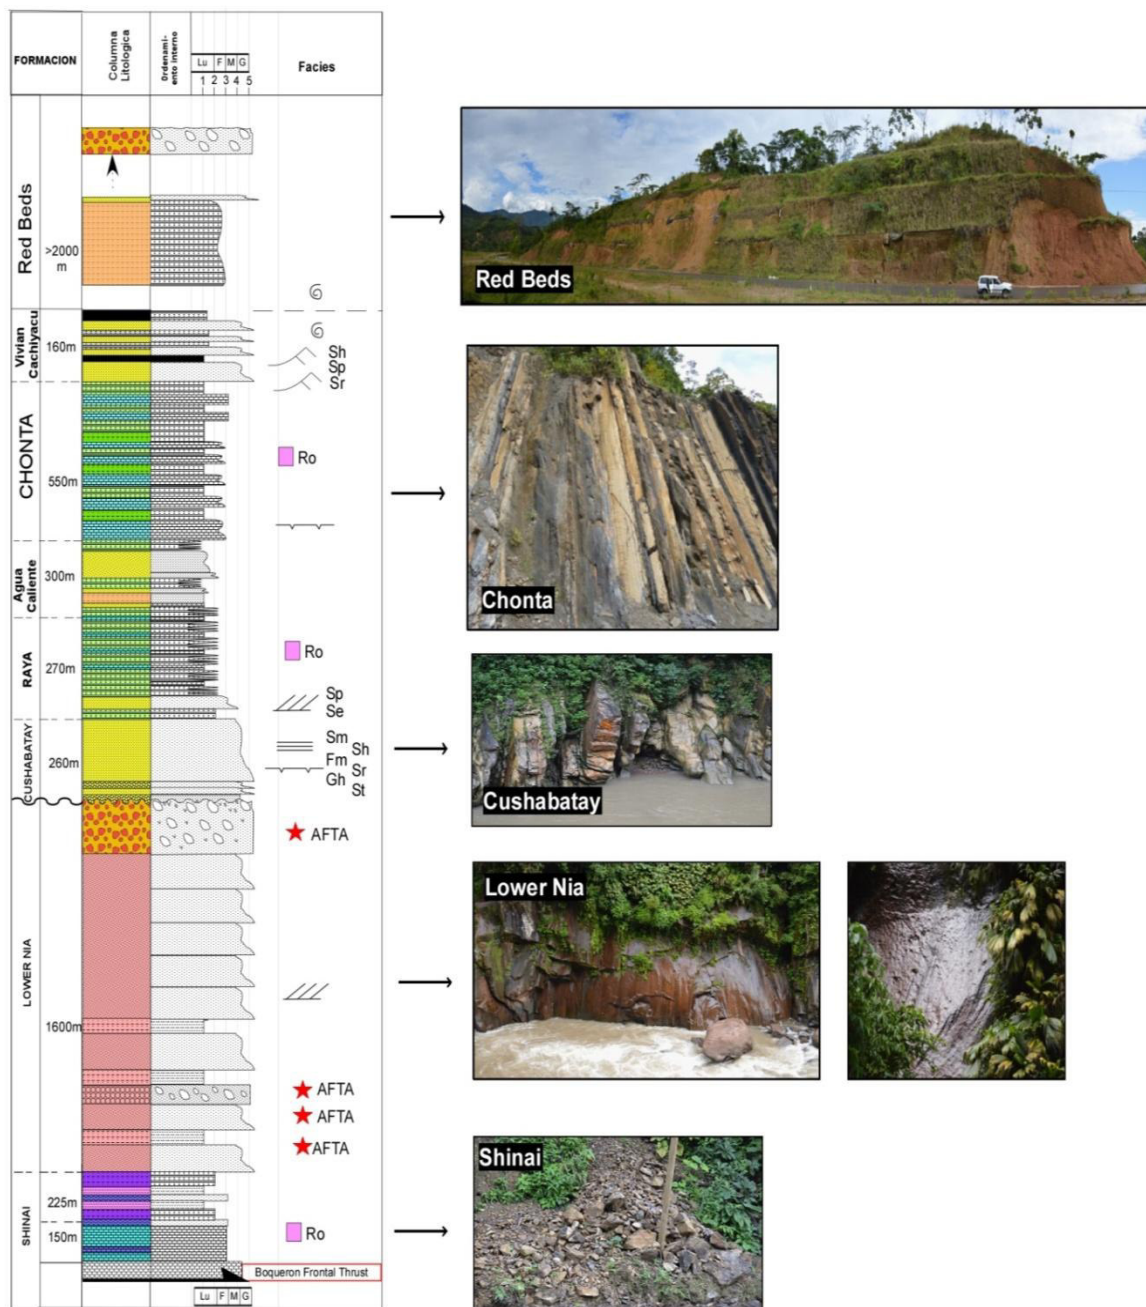 FORMACION
Columna
Litologica
Ordenami-
ento interno
Lu F M G
1 2 3 4 5
Facies
Red Beds
>2000
m
Red Beds
Vivian
Cachiyacu
160m
Sh
Sp
Sr
CHONTA
550m
Ro
Chonta
Agua
Caliente
300m
RAYA
270m
Ro
Sp
Se
CUSHABATAY
260m
Sm
Sh
Fm
Sr
Gh
St
Cushabatay
AFTA
LOWER NIA
1600m
Lower Nia
AFTA
AFTA
AFTA
SHINAI
225m
150m
Ro
Shinai
Boqueron Frontal Thrust
Lu F M G